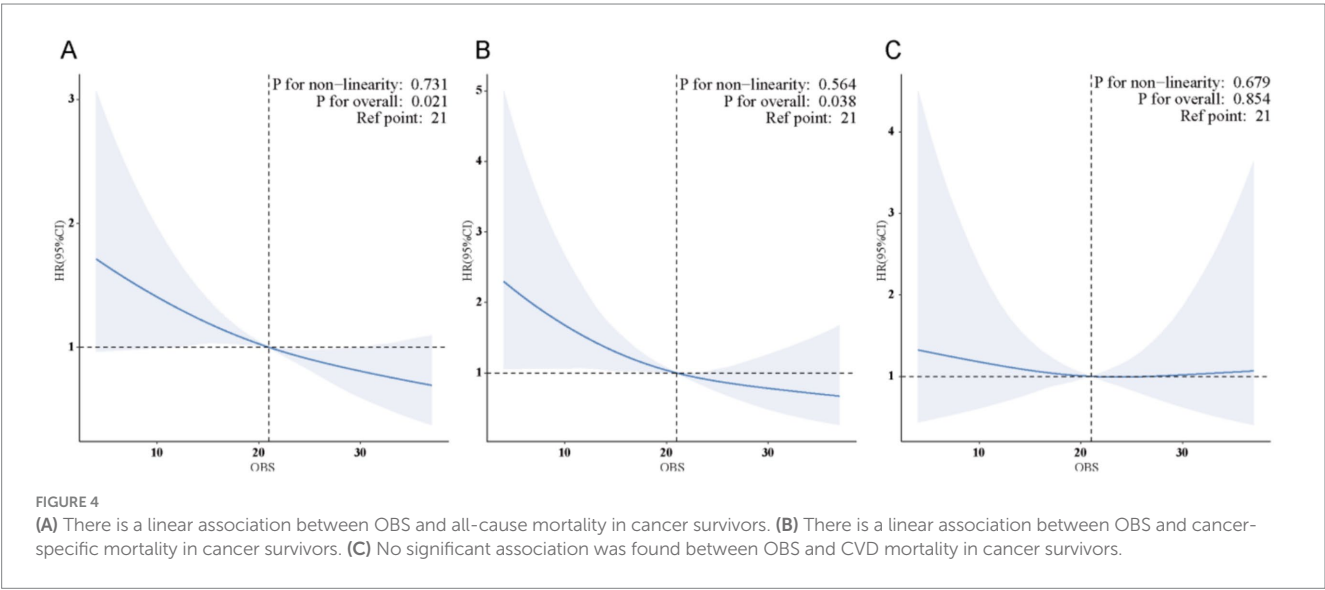 A
P for non-linearity: 0.731
P for overall: 0.021
Ref point: 21
3
2
1
HR(95%CI)
10
20
30
OBS
B
P for non-linearity: 0.564
P for overall: 0.038
Ref point: 21
5
4
3
2
1
HR(95%CI)
10
20
30
OBS
C
P for non-linearity: 0.679
P for overall: 0.854
Ref point: 21
4
3
2
1
HR(95%CI)
10
20
30
OBS
FIGURE 4
(A) There is a linear association between OBS and all-cause mortality in cancer survivors. (B) There is a linear association between OBS and cancer-
specific mortality in cancer survivors. (C) No significant association was found between OBS and CVD mortality in cancer survivors.